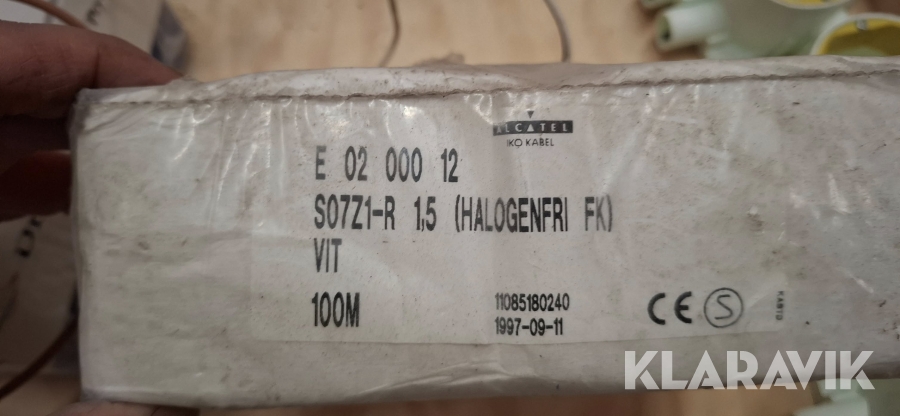 ALCATEL
IKO KABEL
E 02 000 12
S07Z1-R 1,5 (HALOGENFRI FK)
VIT
100M
11085180240
1997-09-11
CE S
KLARAVIK